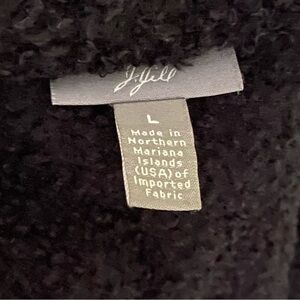 J.Jill
L
Made in
Northern
Mariana
Islands
(USA) of
Imported
Fabric